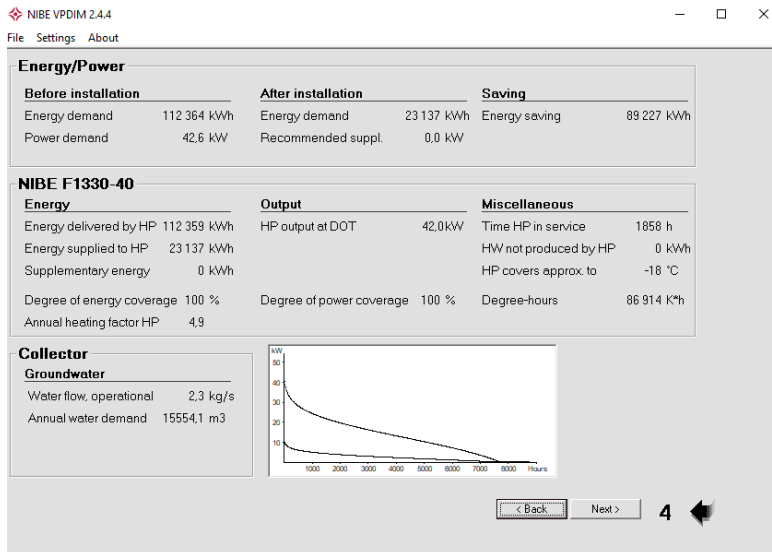 NIBE VPDIM 2.4.4
File Settings About
Energy/Power
Before installation After installation Saving
Energy demand 112 364 kWh Energy demand 23 137 kWh Energy saving 89 227 kWh
Power demand 42,6 kW Recommended suppl. 0,0 kW
NIBE F1330-40
Energy Output Miscellaneous
Energy delivered by HP 112 359 kWh HP output at DOT 42,0kW Time HP in service 1858 h
Energy supplied to HP 23 137 kWh HW not produced by HP 0 kWh
Supplementary energy 0 kWh HP covers approx. to -18 °C
Degree of energy coverage 100 % Degree of power coverage 100 % Degree-hours 86 914 K*h
Annual heating factor HP 4,9
Collector
Groundwater
Water flow, operational 2,3 kg/s
Annual water demand 15554,1 m3
kW
50
40
30
20
10
1000 2000 3000 4000 5000 6000 7000 8000 Hours
< Back Next > 4